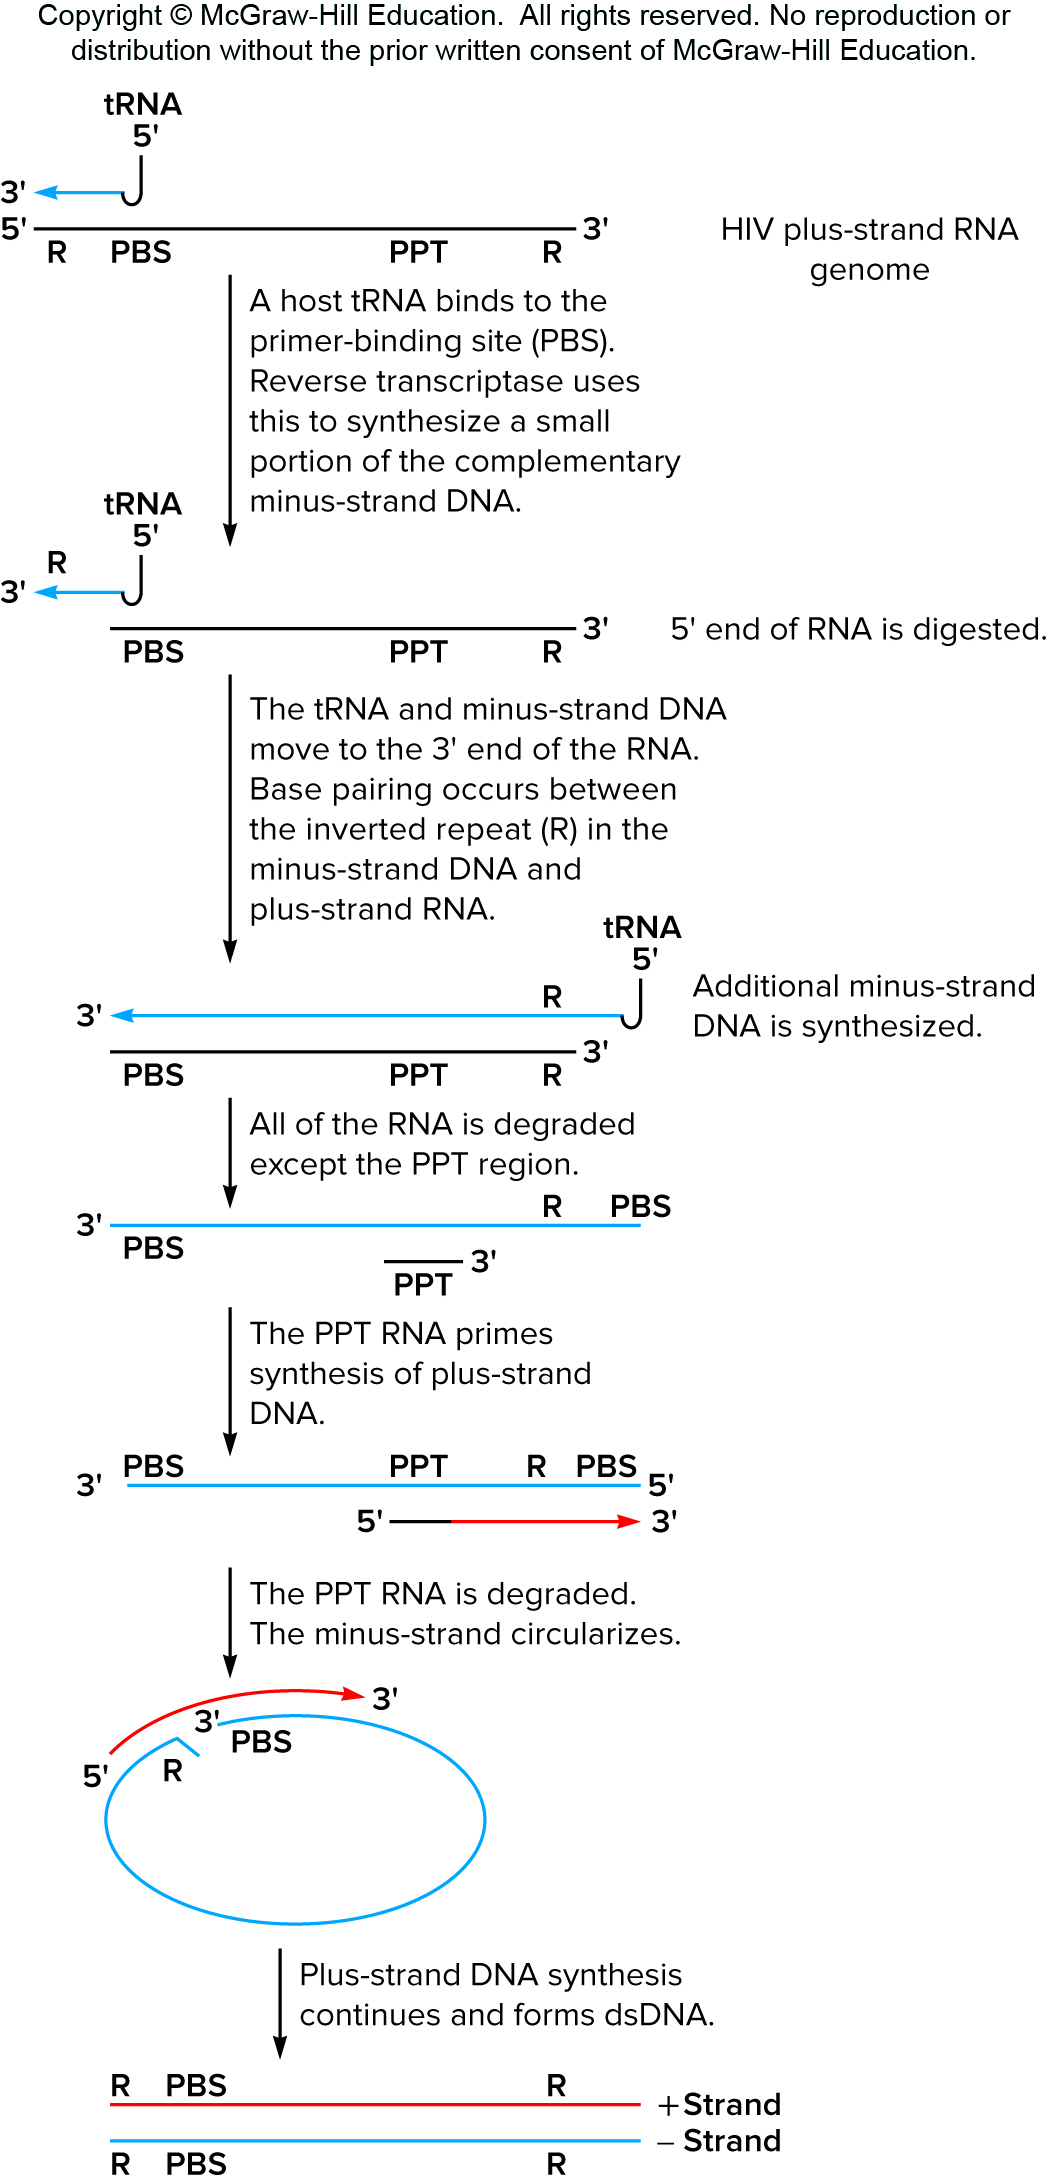 Copyright © McGraw-Hill Education.  All rights reserved. No reproduction or
distribution without the prior written consent of McGraw-Hill Education.
tRNA
5'
3'
5'
3'
R PBS PPT R
HIV plus-strand RNA
genome
A host tRNA binds to the
primer-binding site (PBS).
Reverse transcriptase uses
this to synthesize a small
portion of the complementary
minus-strand DNA.
tRNA
5'
R
3'
3'
PBS PPT R
5' end of RNA is digested.
The tRNA and minus-strand DNA
move to the 3' end of the RNA.
Base pairing occurs between
the inverted repeat (R) in the
minus-strand DNA and
plus-strand RNA.
tRNA
5'
R
3'
3'
PBS PPT R
Additional minus-strand
DNA is synthesized.
All of the RNA is degraded
except the PPT region.
R PBS
3'
PBS
3'
PPT
The PPT RNA primes
synthesis of plus-strand
DNA.
PBS PPT R PBS
3' 5'
5' 3'
The PPT RNA is degraded.
The minus-strand circularizes.
3'
3'
PBS
R
5'
Plus-strand DNA synthesis
continues and forms dsDNA.
R PBS R
+Strand
– Strand
R PBS R